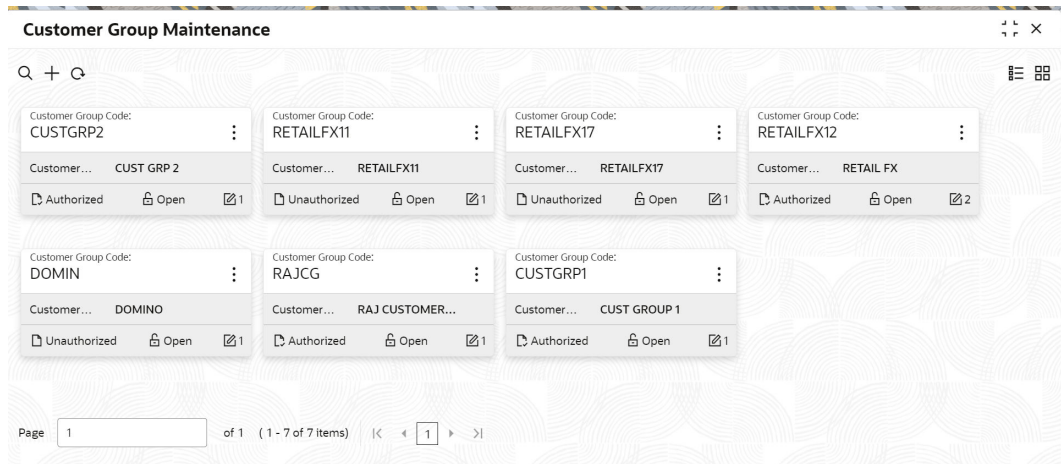 Customer Group Maintenance
Customer Group Code:
CUSTGRP2
Customer... CUST GRP 2
Authorized Open 1
Customer Group Code:
RETAILFX11
Customer... RETAILFX11
Unauthorized Open 1
Customer Group Code:
RETAILFX17
Customer... RETAILFX17
Unauthorized Open 1
Customer Group Code:
RETAILFX12
Customer... RETAIL FX
Authorized Open 2
Customer Group Code:
DOMIN
Customer... DOMINO
Unauthorized Open 1
Customer Group Code:
RAJCG
Customer... RAJ CUSTOMER...
Authorized Open 1
Customer Group Code:
CUSTGRP1
Customer... CUST GROUP 1
Authorized Open 1
Page 1 of 1 ( 1 - 7 of 7 items) 1